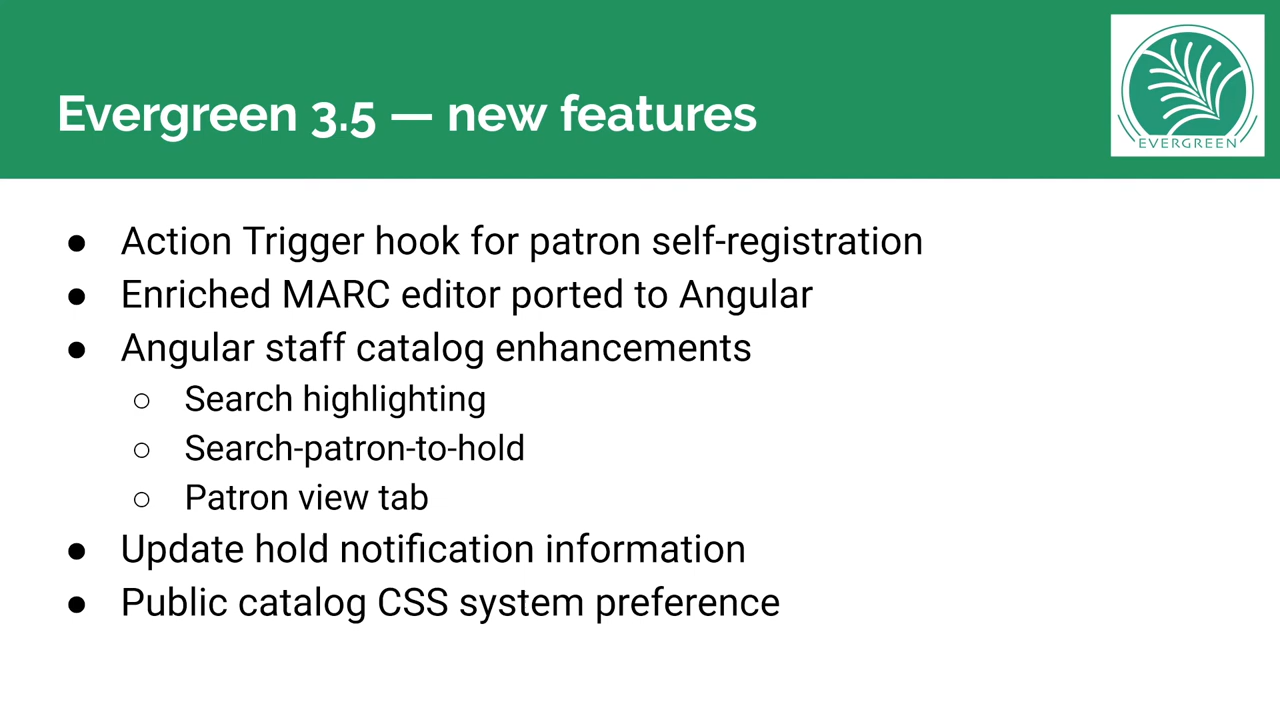 Evergreen 3.5 — new features
EVERGREEN
● Action Trigger hook for patron self-registration
● Enriched MARC editor ported to Angular
● Angular staff catalog enhancements
○ Search highlighting
○ Search-patron-to-hold
○ Patron view tab
● Update hold notification information
● Public catalog CSS system preference